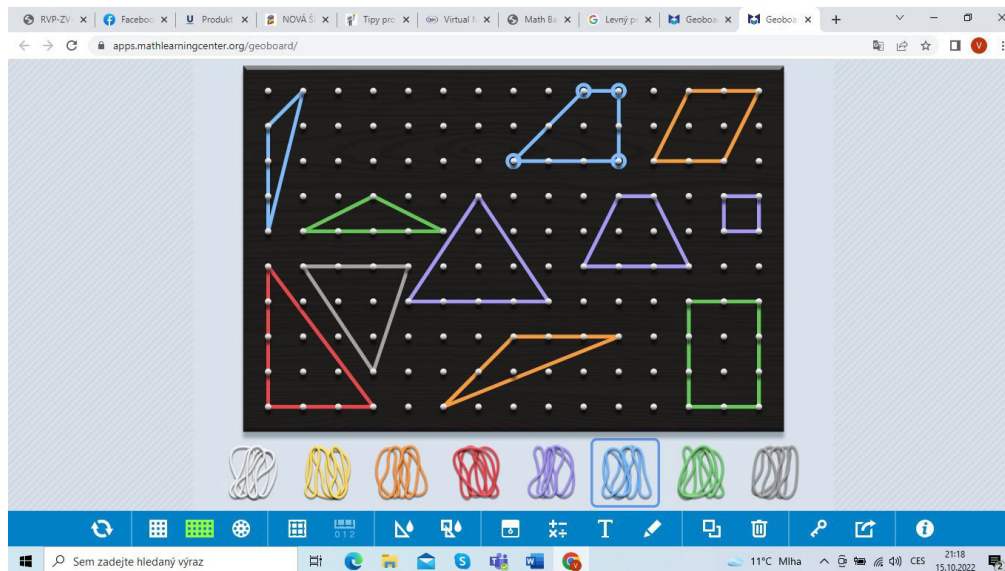 RVP-ZV
Faceboo
Produkt
NOVÁ Š
Tipy pro
Virtual
Math Ba
Levný p
Geoboa
Geoboa
apps.mathlearningcenter.org/geoboard/
V
0 1 2
T
i
Sem zadejte hledaný výraz
11°C Mlha
CES
21:18
15.10.2022
2